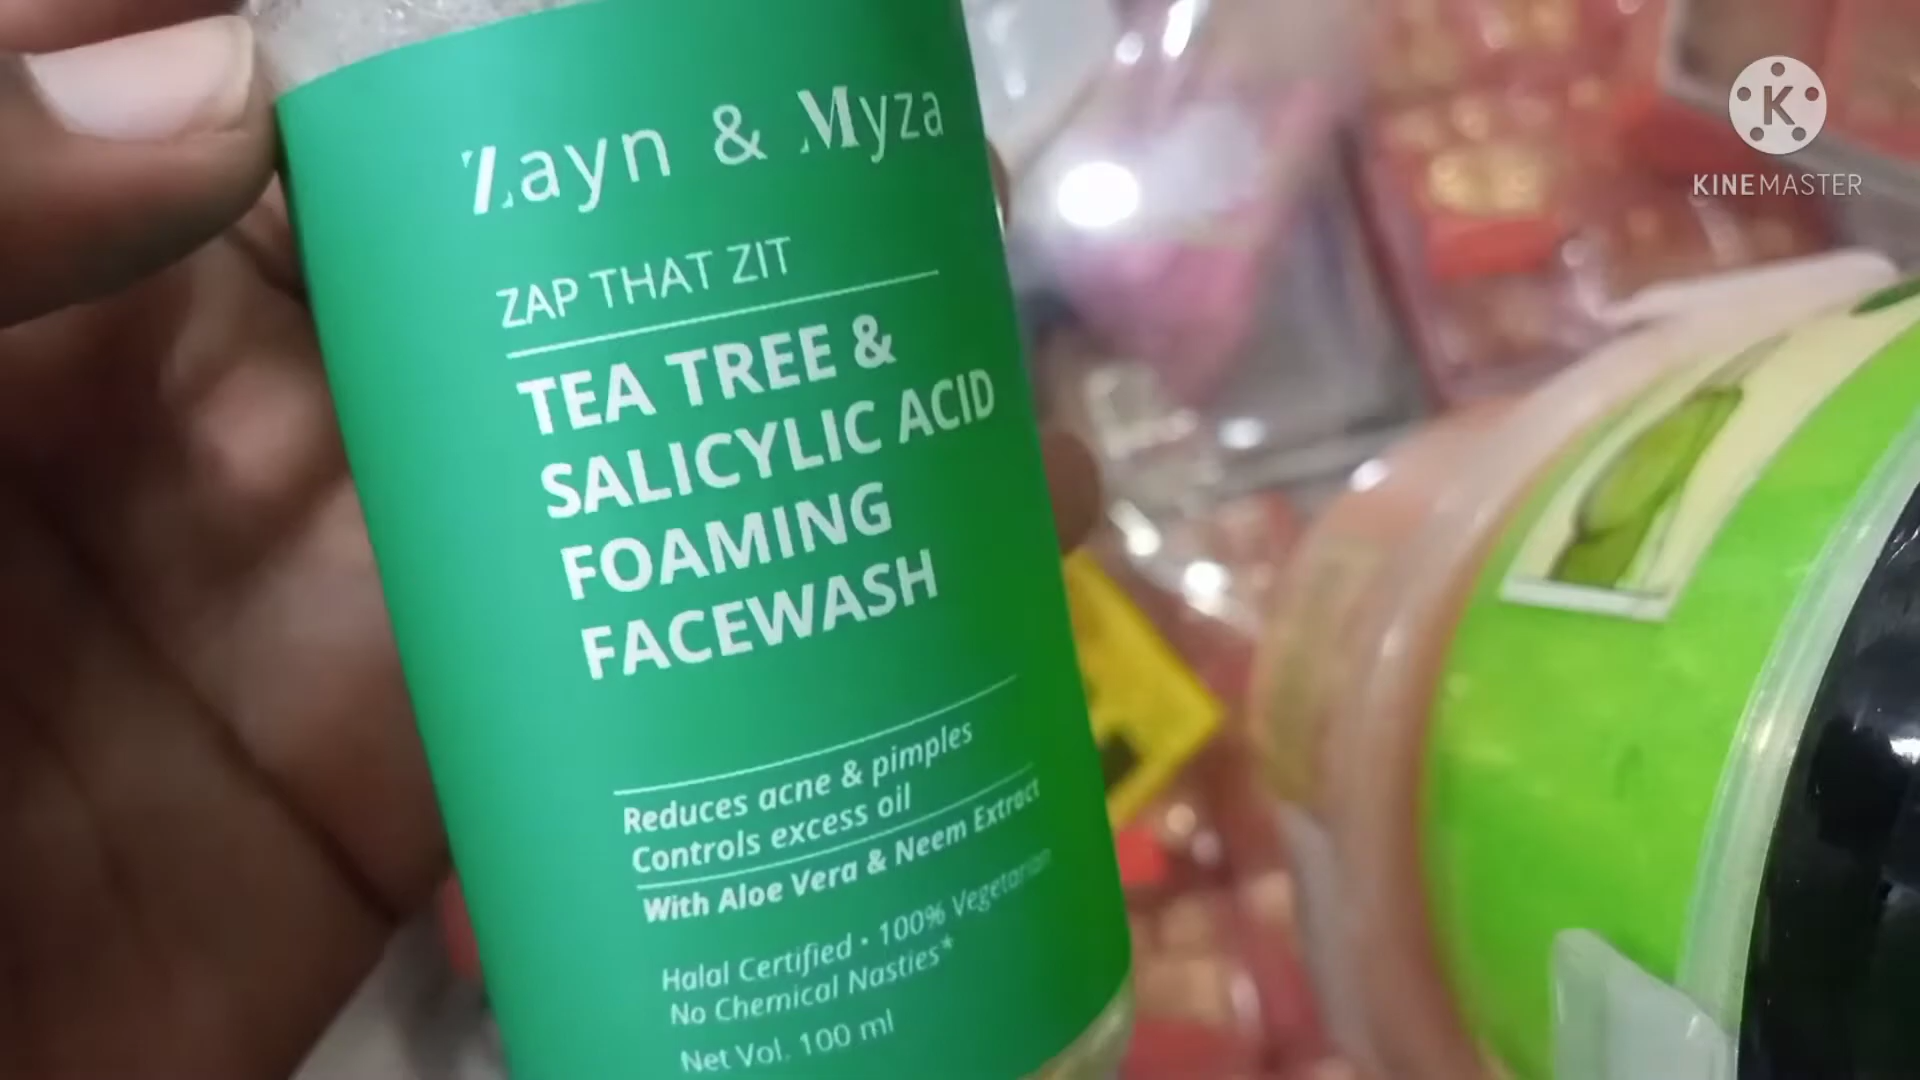 Zayn & Myza
ZAP THAT ZIT
TEA TREE &
SALICYLIC ACID
FOAMING
FACEWASH
Reduces acne & pimples
Controls excess oil
With Aloe Vera & Neem Extract
Halal Certified • 100% Vegetarian
No Chemical Nasties*
Net Vol. 100 ml
K
KINEMASTER